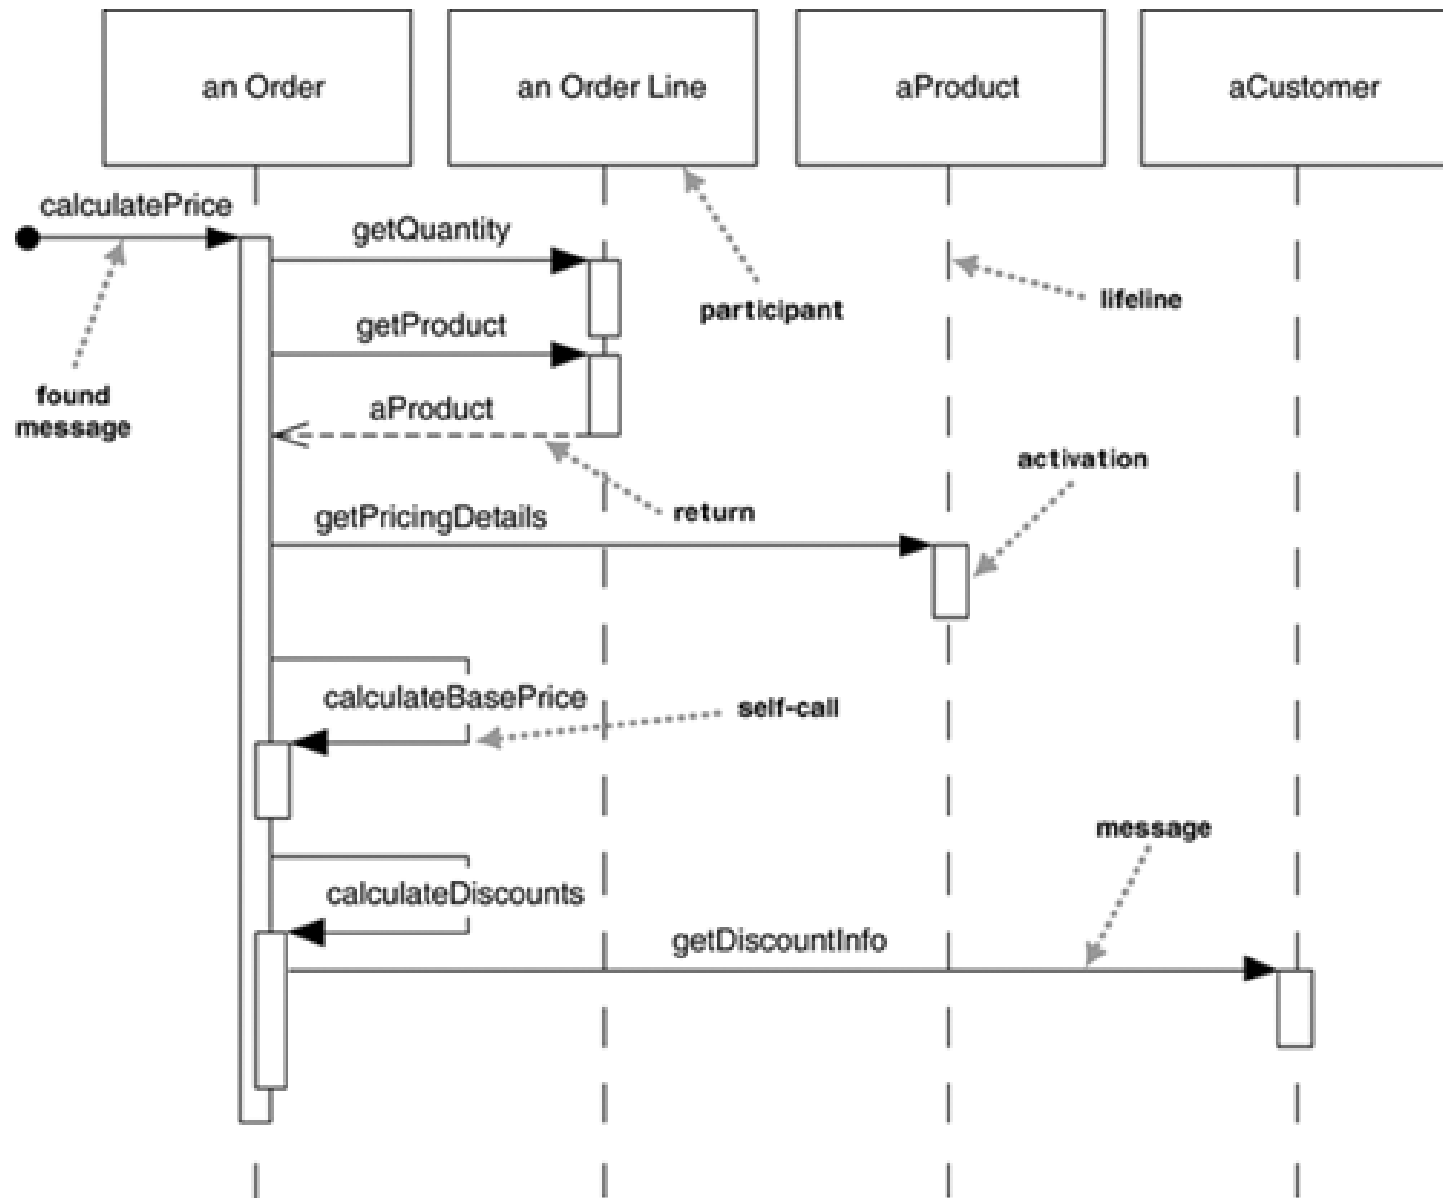 an Order
an Order Line
aProduct
aCustomer
calculatePrice
getQuantity
participant
lifeline
getProduct
found
message
aProduct
activation
getPricingDetails
return
calculateBasePrice
self-call
message
calculateDiscounts
getDiscountInfo